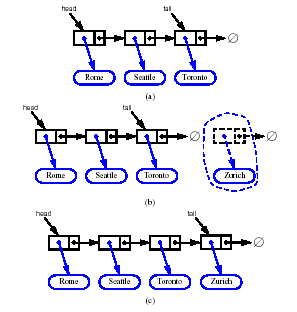 head tail
∅
Rome Seattle Toronto
(a)
head tail
∅ ∅
Rome Seattle Toronto Zurich
(b)
head tail
∅
Rome Seattle Toronto Zurich
(c)